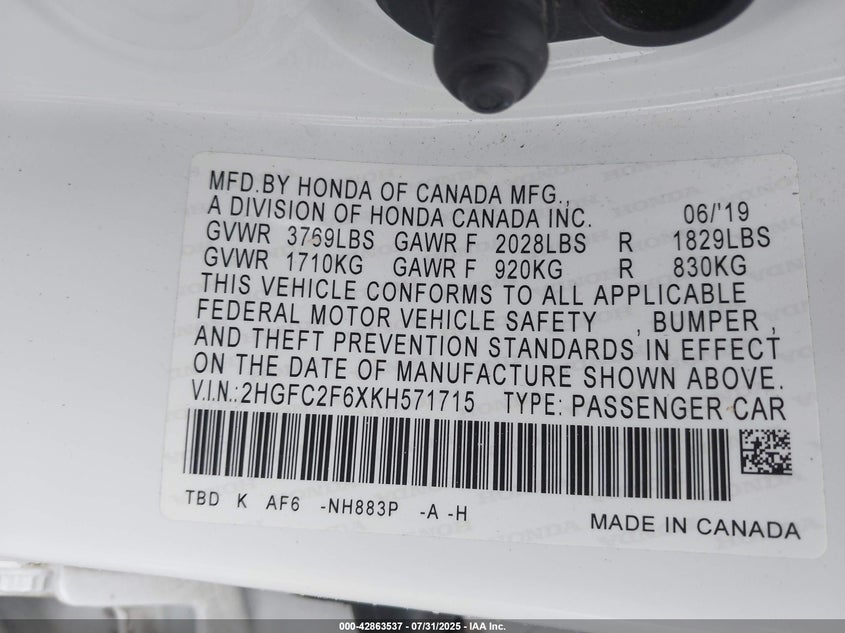 MFD.BY HONDA OF CANADA MFG.,
A DIVISION OF HONDA CANADA INC. 06/'19
GVWR 3769LBS GAWR F 2028LBS R 1829LBS
GVWR 1710KG GAWR F 920KG R 830KG
THIS VEHICLE CONFORMS TO ALL APPLICABLE
FEDERAL MOTOR VEHICLE SAFETY , BUMPER ,
AND THEFT PREVENTION STANDARDS IN EFFECT
ON THE DATE OF MANUFACTURE SHOWN ABOVE.
V.I.N.:2HGFC2F6XKH571715 TYPE: PASSENGER CAR
TBD K AF6 -NH883P -A -H
MADE IN CANADA
000-42863537 - 07/31/2025 - IAA Inc.